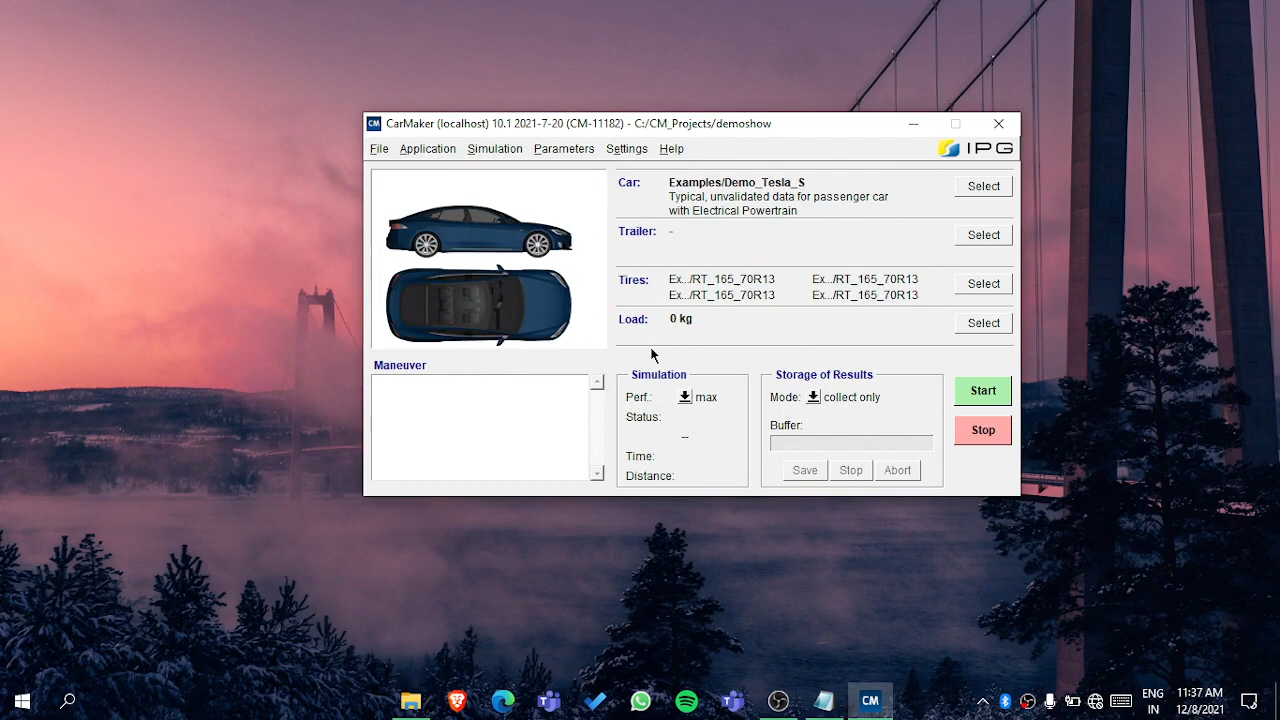 CM CarMaker (localhost) 10.1 2021-7-20 (CM-11182) - C:/CM_Projects/demoshow
File Application Simulation Parameters Settings Help IPG
Car: Examples/Demo_Tesla_S Select
Typical, unvalidated data for passenger car
with Electrical Powertrain
Trailer: - Select
Tires: Ex.../RT_165_70R13 Ex.../RT_165_70R13 Select
Ex.../RT_165_70R13 Ex.../RT_165_70R13
Load: 0 kg Select
Maneuver
Simulation
Perf.: max
Status:
--
Time:
Distance:
Storage of Results
Mode: collect only
Buffer:
Save Stop Abort
Start
Stop
CM
ENG
IN
11:37 AM
12/8/2021